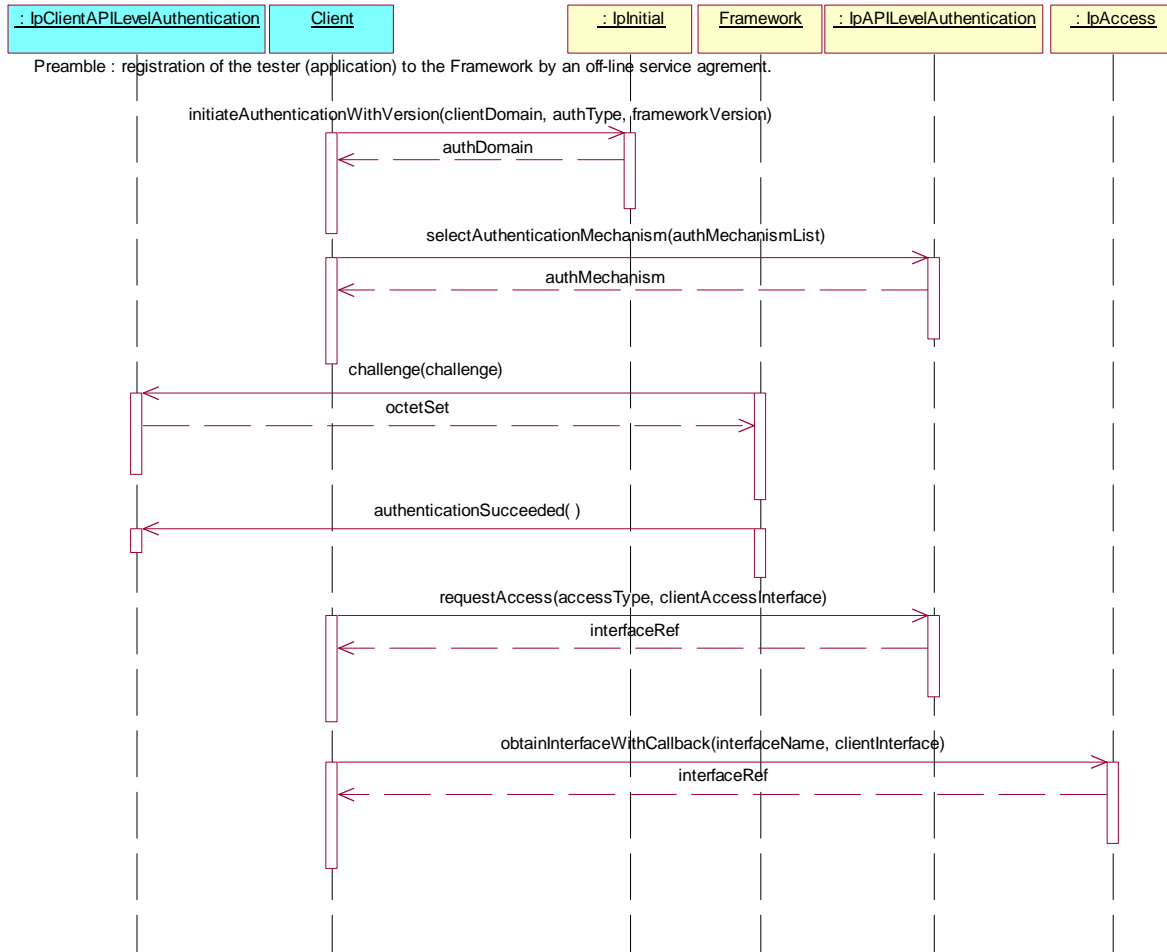 : IpClientAPILevelAuthentication
Client
: IpInitial
Framework
: IpAPILevelAuthentication
: IpAccess
Preamble : registration of the tester (application) to the Framework by an off-line service agrement.
initiateAuthenticationWithVersion(clientDomain, authType, frameworkVersion)
authDomain
selectAuthenticationMechanism(authMechanismList)
authMechanism
challenge(challenge)
octetSet
authenticationSucceeded( )
requestAccess(accessType, clientAccessInterface)
interfaceRef
obtainInterfaceWithCallback(interfaceName, clientInterface)
interfaceRef